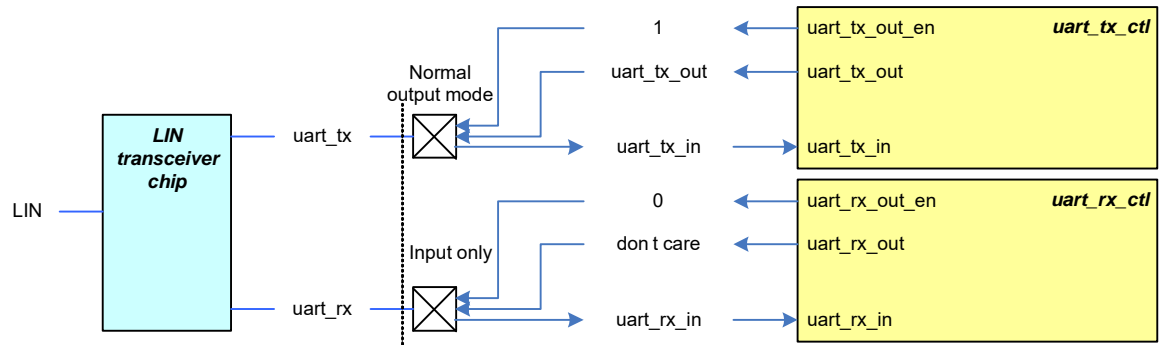 1
uart_tx_out_en
uart_tx_ctl
Normal
output mode
uart_tx_out
uart_tx_out
LIN
transceiver
chip
uart_tx
uart_tx_in
uart_tx_in
LIN
0
uart_rx_out_en
uart_rx_ctl
Input only
don t care
uart_rx_out
uart_rx
uart_rx_in
uart_rx_in